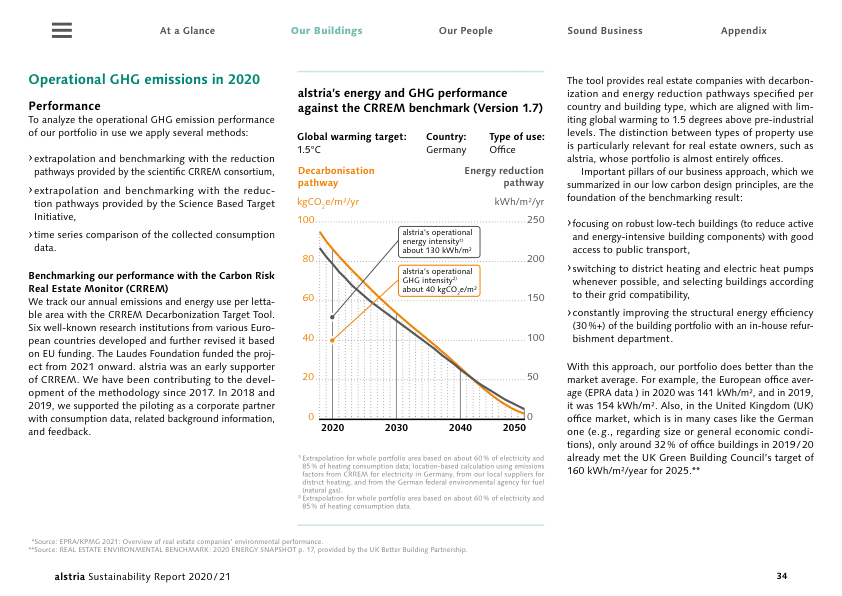 At a Glance
Our Buildings
Our People
Sound Business
Appendix
Operational GHG emissions in 2020
Performance
To analyze the operational GHG emission performance
of our portfolio in use we apply several methods:
› extrapolation and benchmarking with the reduction
pathways provided by the scientific CRREM consortium,
› extrapolation and benchmarking with the reduc-
tion pathways provided by the Science Based Target
Initiative,
› time series comparison of the collected consumption
data.
Benchmarking our performance with the Carbon Risk
Real Estate Monitor (CRREM)
We track our annual emissions and energy use per letta-
ble area with the CRREM Decarbonization Target Tool.
Six well-known research institutions from various Euro-
pean countries developed and further revised it based
on EU funding. The Laudes Foundation funded the proj-
ect from 2021 onward. alstria was an early supporter
of CRREM. We have been contributing to the devel-
opment of the methodology since 2017. In 2018 and
2019, we supported the piloting as a corporate partner
with consumption data, related background information,
and feedback.
alstria's energy and GHG performance
against the CRREM benchmark (Version 1.7)
Global warming target:
1.5°C
Country:
Germany
Type of use:
Office
Decarbonisation
pathway
Energy reduction
pathway
kgCO2e/m²/yr
kWh/m²/yr
100
80
60
40
20
0
250
200
150
100
50
0
alstria's operational
energy intensity¹⁾
about 130 kWh/m²
alstria's operational
GHG intensity²⁾
about 40 kgCO2e/m²
2020
2030
2040
2050
¹⁾ Extrapolation for whole portfolio area based on about 60 % of electricity and
85 % of heating consumption data; location-based calculation using emissions
factors from CRREM for electricity in Germany, from our local suppliers for
district heating, and from the German federal environmental agency for fuel
(natural gas).
²⁾ Extrapolation for whole portfolio area based on about 60 % of electricity and
85 % of heating consumption data.
The tool provides real estate companies with decarbon-
ization and energy reduction pathways specified per
country and building type, which are aligned with lim-
iting global warming to 1.5 degrees above pre-industrial
levels. The distinction between types of property use
is particularly relevant for real estate owners, such as
alstria, whose portfolio is almost entirely offices.
Important pillars of our business approach, which we
summarized in our low carbon design principles, are the
foundation of the benchmarking result:
› focusing on robust low-tech buildings (to reduce active
and energy-intensive building components) with good
access to public transport,
› switching to district heating and electric heat pumps
whenever possible, and selecting buildings according
to their grid compatibility,
› constantly improving the structural energy efficiency
(30 %+) of the building portfolio with an in-house refur-
bishment department.
With this approach, our portfolio does better than the
market average. For example, the European office aver-
age (EPRA data ) in 2020 was 141 kWh/m², and in 2019,
it was 154 kWh/m². Also, in the United Kingdom (UK)
office market, which is in many cases like the German
one (e. g., regarding size or general economic condi-
tions), only around 32 % of office buildings in 2019 / 20
already met the UK Green Building Council's target of
160 kWh/m²/year for 2025.**
*Source: EPRA/KPMG 2021: Overview of real estate companies' environmental performance.
**Source: REAL ESTATE ENVIRONMENTAL BENCHMARK: 2020 ENERGY SNAPSHOT p. 17, provided by the UK Better Building Partnership.
alstria Sustainability Report 2020 / 21
34